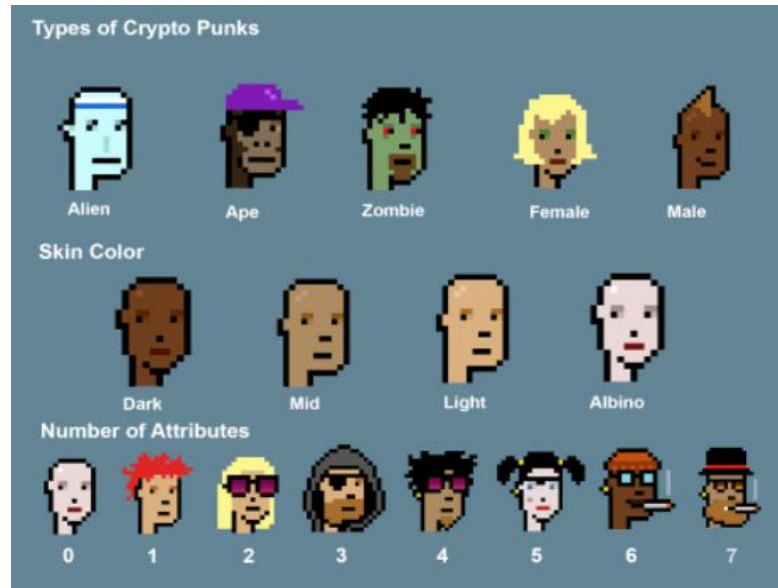 Types of Crypto Punks
Alien Ape Zombie Female Male
Skin Color
Dark Mid Light Albino
Number of Attributes
0 1 2 3 4 5 6 7